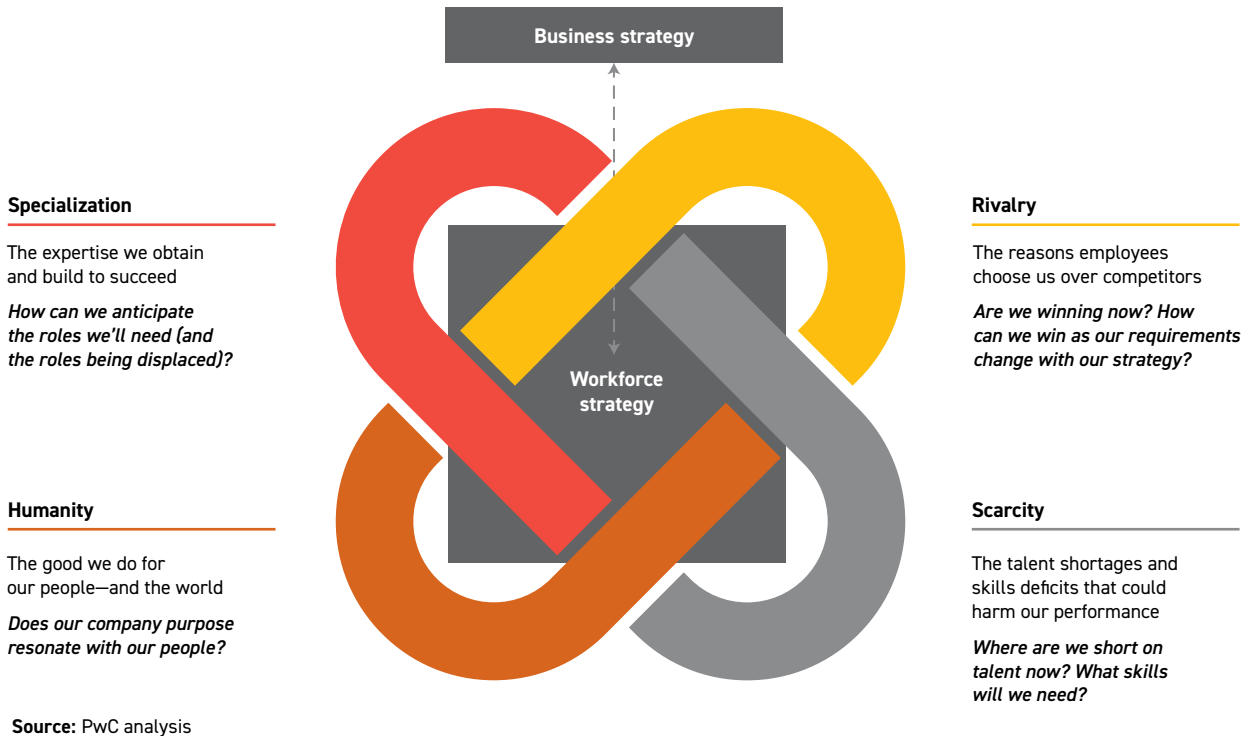 Business strategy
Specialization
The expertise we obtain
and build to succeed
How can we anticipate
the roles we'll need (and
the roles being displaced)?
Rivalry
The reasons employees
choose us over competitors
Are we winning now? How
can we win as our requirements
change with our strategy?
Workforce
strategy
Humanity
The good we do for
our people—and the world
Does our company purpose
resonate with our people?
Scarcity
The talent shortages and
skills deficits that could
harm our performance
Where are we short on
talent now? What skills
will we need?
Source: PwC analysis